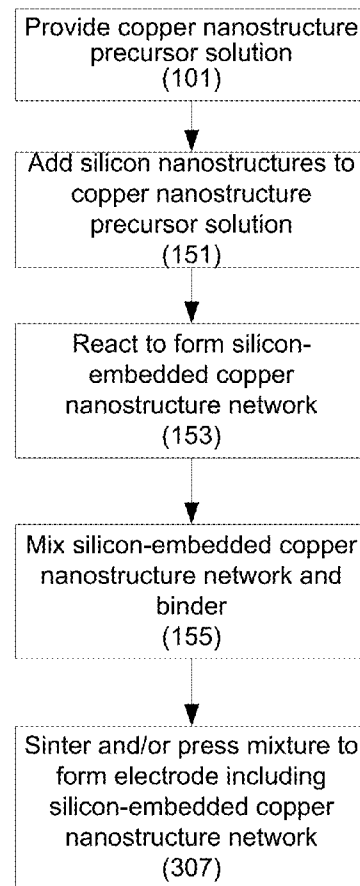 Provide copper nanostructure
precursor solution
(101)
Add silicon nanostructures to
copper nanostructure
precursor solution
(151)
React to form silicon-
embedded copper
nanostructure network
(153)
Mix silicon-embedded copper
nanostructure network and
binder
(155)
Sinter and/or press mixture to
form electrode including
silicon-embedded copper
nanostructure network
(307)